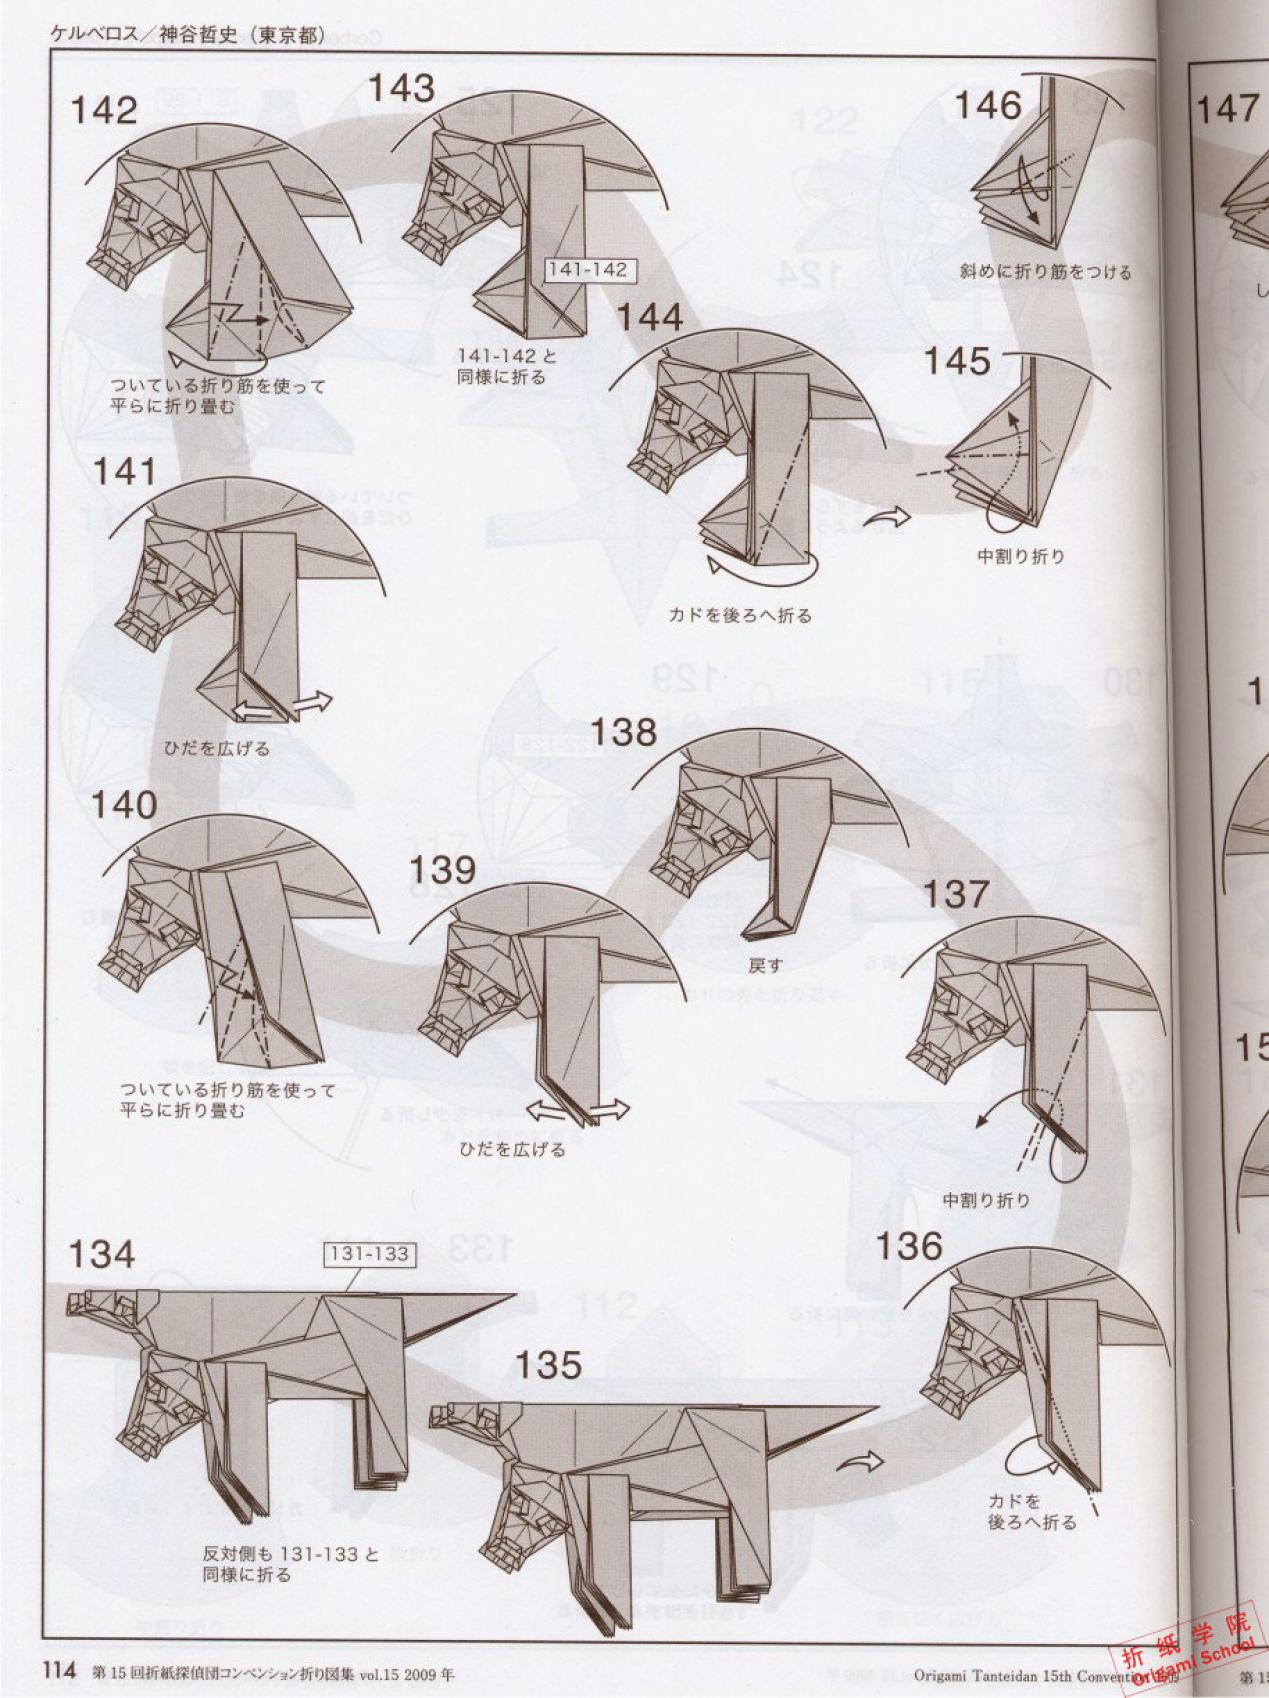 ケルベロス／神谷哲史（東京都）
142
ついている折り筋を使って
平らに折り畳む
143
141-142
141-142 と
同様に折る
146
斜めに折り筋をつける
147
144
カドを後ろへ折る
145
中割り折り
141
ひだを広げる
138
戻す
140
ついている折り筋を使って
平らに折り畳む
139
ひだを広げる
137
中割り折り
134
131-133
反対側も 131-133 と
同様に折る
135
136
カドを
後ろへ折る
114 第 15 回折紙探偵団コンベンション折り図集 vol.15 2009 年
Origami Tanteidan 15th Convention
折纸学院
Origami School